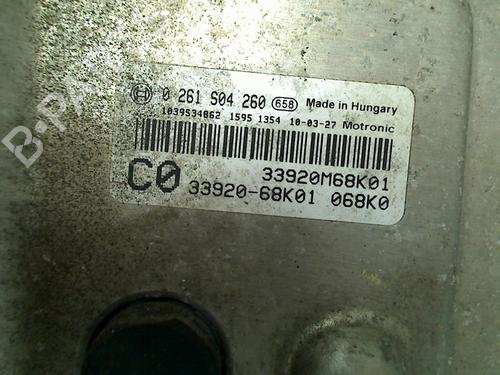 0 261 S04 260 658 Made in Hungary
1039S34862 1595 1354 10-03-27 Motronic
33920M68K01
C0 33920-68K01 068K0
B-PARTS